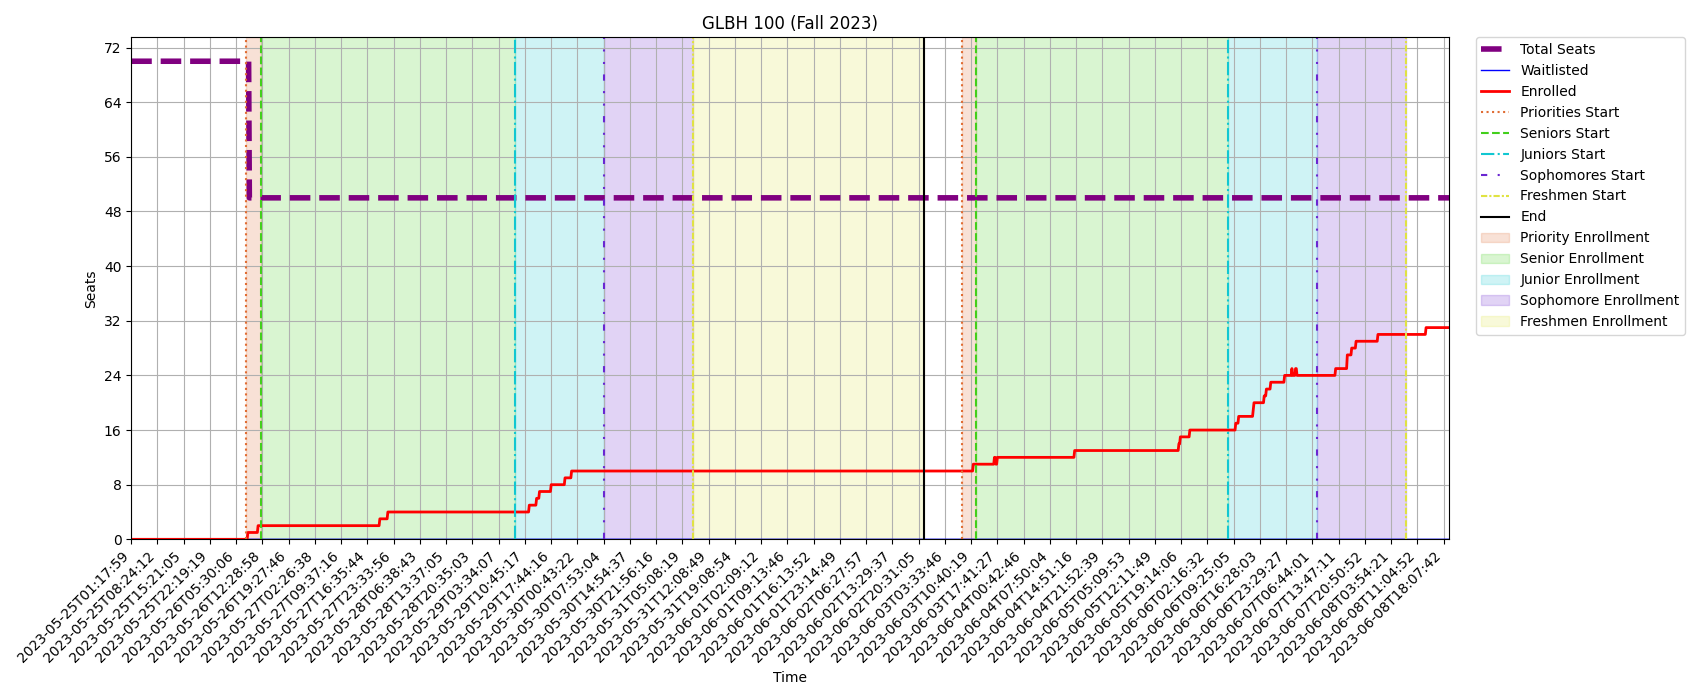 GLBH 100 (Fall 2023)
Seats
72
64
56
48
40
32
24
16
8
0
2023-05-25T01:17:59
2023-05-25T08:24:12
2023-05-25T15:21:05
2023-05-25T22:19:19
2023-05-26T05:30:06
2023-05-26T12:28:58
2023-05-26T19:27:46
2023-05-27T02:26:38
2023-05-27T09:37:16
2023-05-27T16:35:44
2023-05-27T23:33:56
2023-05-28T06:38:43
2023-05-28T13:37:05
2023-05-28T20:35:03
2023-05-29T03:34:07
2023-05-29T10:45:17
2023-05-29T17:44:16
2023-05-30T00:43:22
2023-05-30T07:53:04
2023-05-30T14:54:37
2023-05-30T21:56:16
2023-05-31T05:08:19
2023-05-31T12:08:49
2023-05-31T19:08:54
2023-06-01T02:09:12
2023-06-01T09:13:46
2023-06-01T16:13:52
2023-06-01T23:14:49
2023-06-02T06:27:57
2023-06-02T13:29:37
2023-06-02T20:31:05
2023-06-03T03:33:46
2023-06-03T10:40:19
2023-06-03T17:41:27
2023-06-04T00:42:46
2023-06-04T07:50:04
2023-06-04T14:51:16
2023-06-04T21:52:39
2023-06-05T05:09:53
2023-06-05T12:11:49
2023-06-05T19:14:06
2023-06-06T02:16:32
2023-06-06T09:25:05
2023-06-06T16:28:03
2023-06-06T23:29:27
2023-06-07T06:44:01
2023-06-07T13:47:11
2023-06-07T20:50:52
2023-06-08T03:54:21
2023-06-08T11:04:52
2023-06-08T18:07:42
Time
Total Seats
Waitlisted
Enrolled
Priorities Start
Seniors Start
Juniors Start
Sophomores Start
Freshmen Start
End
Priority Enrollment
Senior Enrollment
Junior Enrollment
Sophomore Enrollment
Freshmen Enrollment